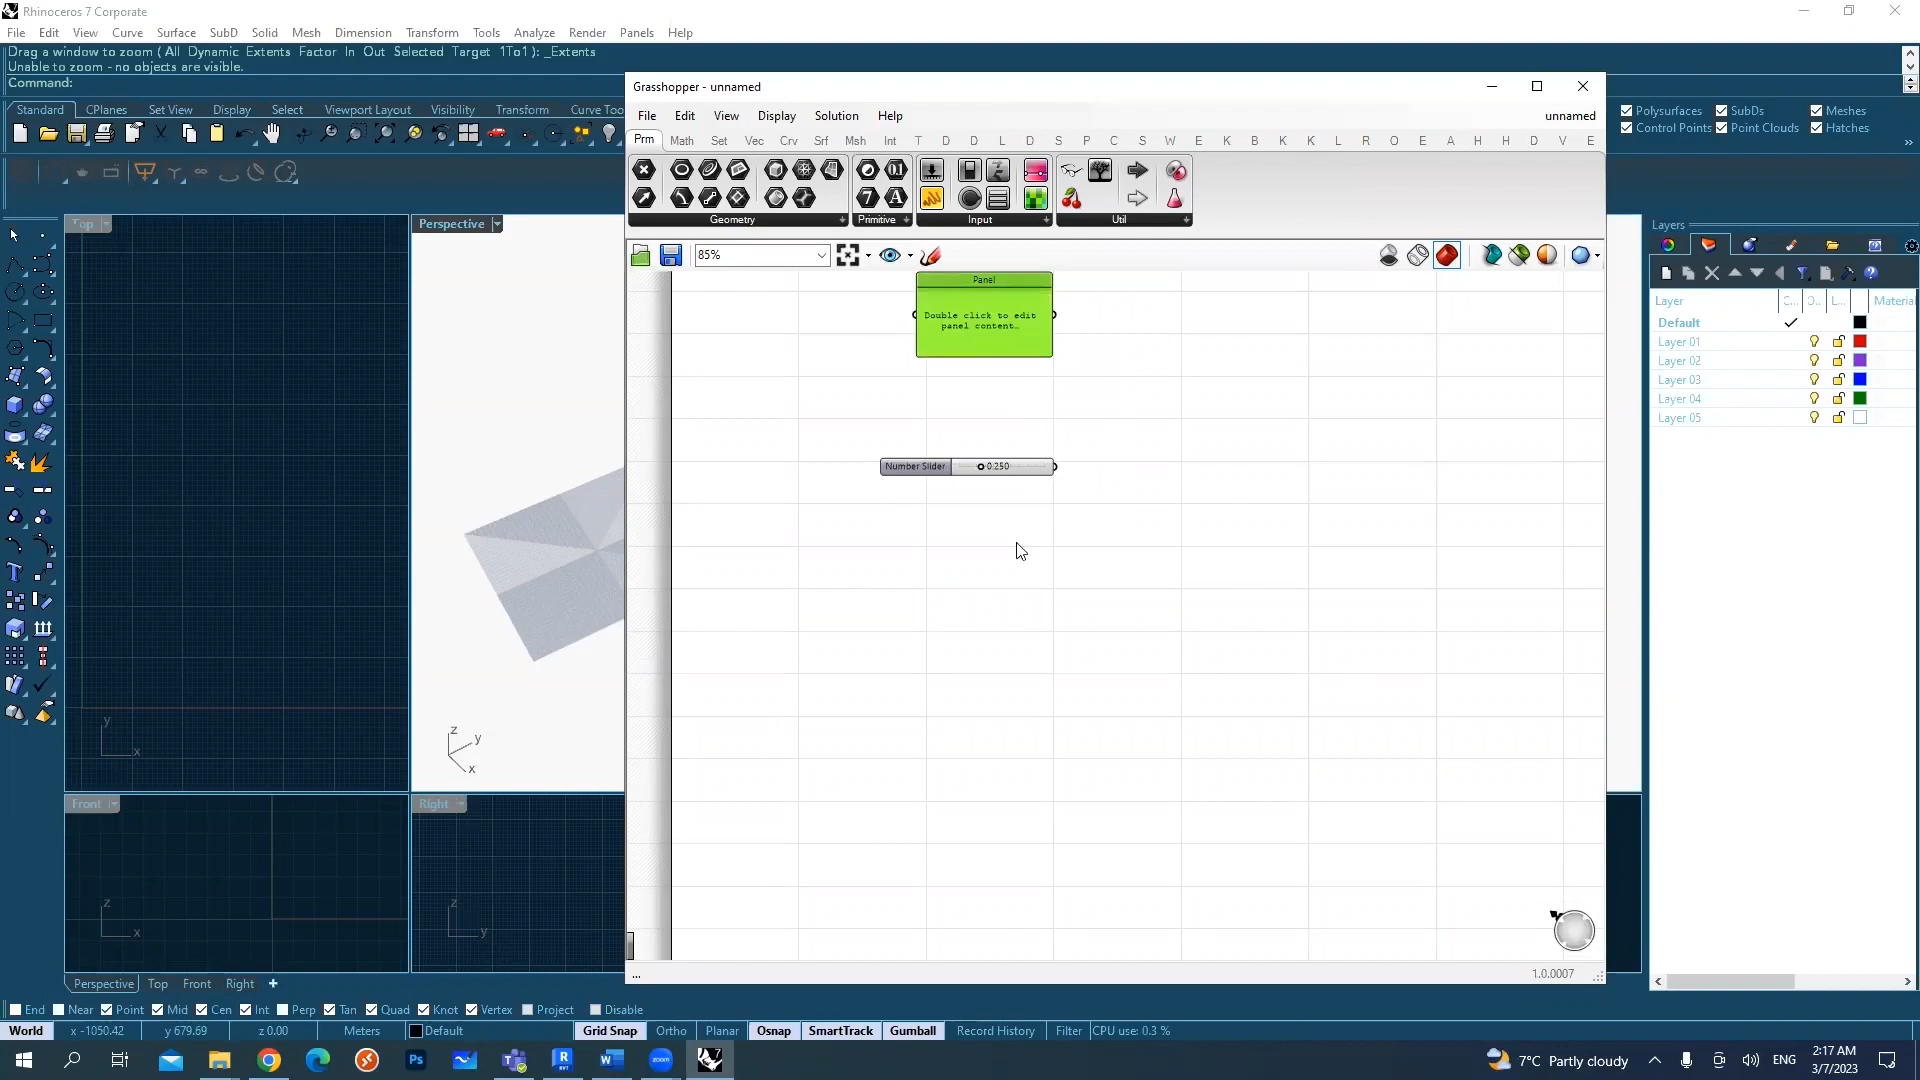 Rhinoceros 7 Corporate
File Edit View Curve Surface SubD Solid Mesh Dimension Transform Tools Analyze Render Panels Help
Drag a window to zoom ( All Dynamic Extents Factor In Out Selected Target 1To1 ): _Extents
Unable to zoom - no objects are visible.
Command:
Standard CPlanes Set View Display Select Viewport Layout Visibility Transform Curve Too
Polysurfaces SubDs Meshes
Control Points Point Clouds Hatches
Grasshopper - unnamed
File Edit View Display Solution Help unnamed
Prm Math Set Vec Crv Srf Msh Int T D D L D S P C S W E K B K K L R O E A H H D V E
Geometry Primitive Input Util
85%
Top
Perspective
Front
Right
Panel
Double click to edit
panel content…
Number Slider 0.250
z y x
y x
z x
z y
...
1.0.0007
Layers
Layer C... O.. L... Material
Default
Layer 01
Layer 02
Layer 03
Layer 04
Layer 05
Perspective Top Front Right
End Near Point Mid Cen Int Perp Tan Quad Knot Vertex Project Disable
World x -1050.42 y 679.69 z 0.00 Meters Default Grid Snap Ortho Planar Osnap SmartTrack Gumball Record History Filter CPU use: 0.3 %
7°C Partly cloudy ENG 2:17 AM
3/7/2023